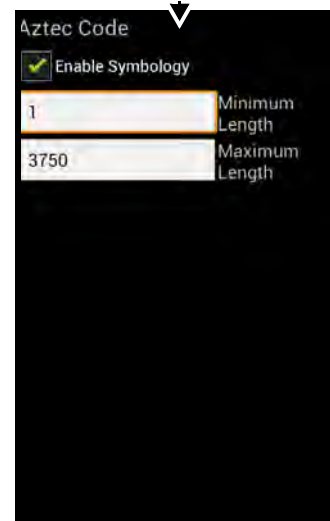 Aztec Code
Enable Symbology
1
Minimum
Length
3750
Maximum
Length